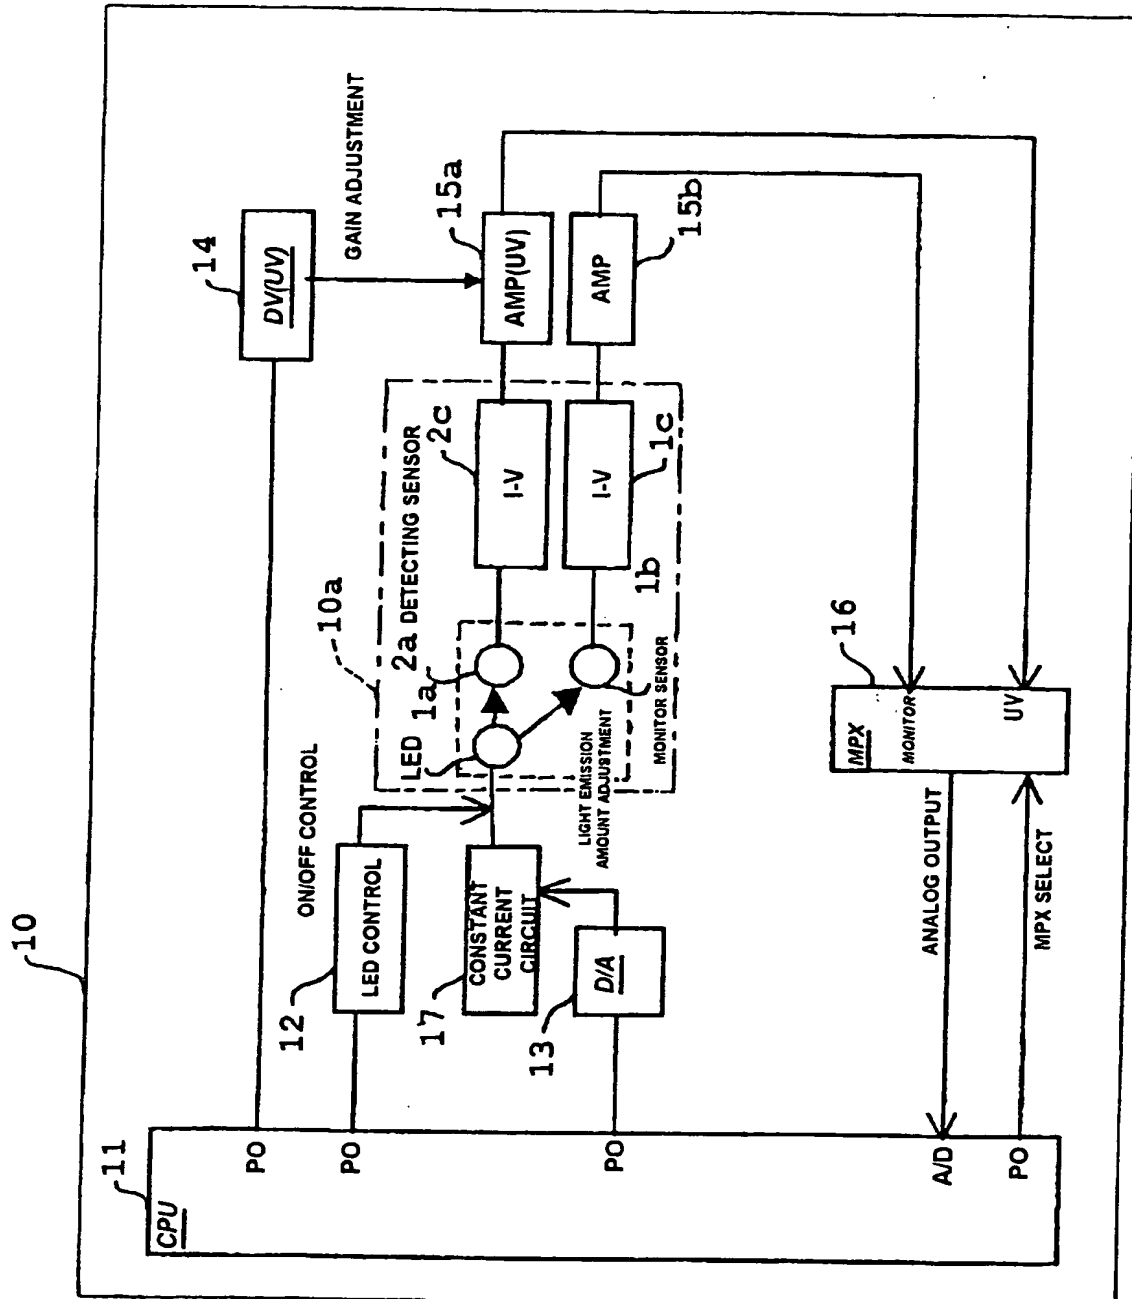 10
11
CPU
PO
PO
PO
A/D
PO
14
DV(UV)
GAIN ADJUSTMENT
12
LED CONTROL
ON/OFF CONTROL
17
CONSTANT
CURRENT
CIRCUIT
13
D/A
LIGHT EMISSION
AMOUNT ADJUSTMENT
10a
LED
1a
2a DETECTING SENSOR
MONITOR SENSOR
1b
2c
I-V
I-V
1c
15a
AMP(UV)
AMP
15b
16
MPX
MONITOR
UV
ANALOG OUTPUT
MPX SELECT